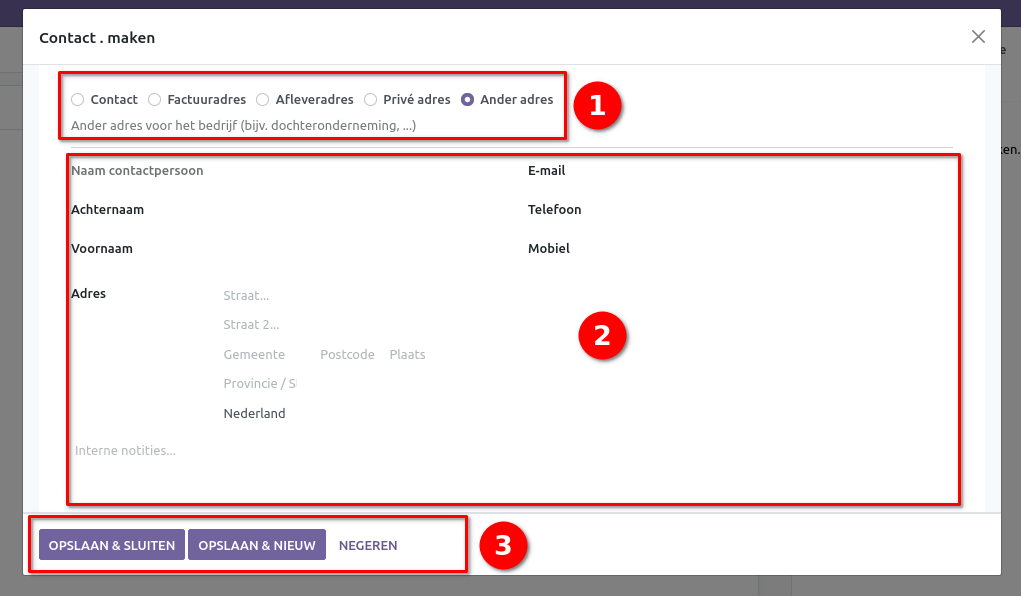 Contact . maken
Contact Factuuradres Afleveradres Privé adres Ander adres
Ander adres voor het bedrijf (bijv. dochteronderneming, ...)
1
Naam contactpersoon E-mail
Achternaam Telefoon
Voornaam Mobiel
Adres Straat...
Straat 2...
2
Gemeente Postcode Plaats
Provincie /
Nederland
Interne notities...
OPSLAAN & SLUITEN OPSLAAN & NIEUW NEGEREN
3